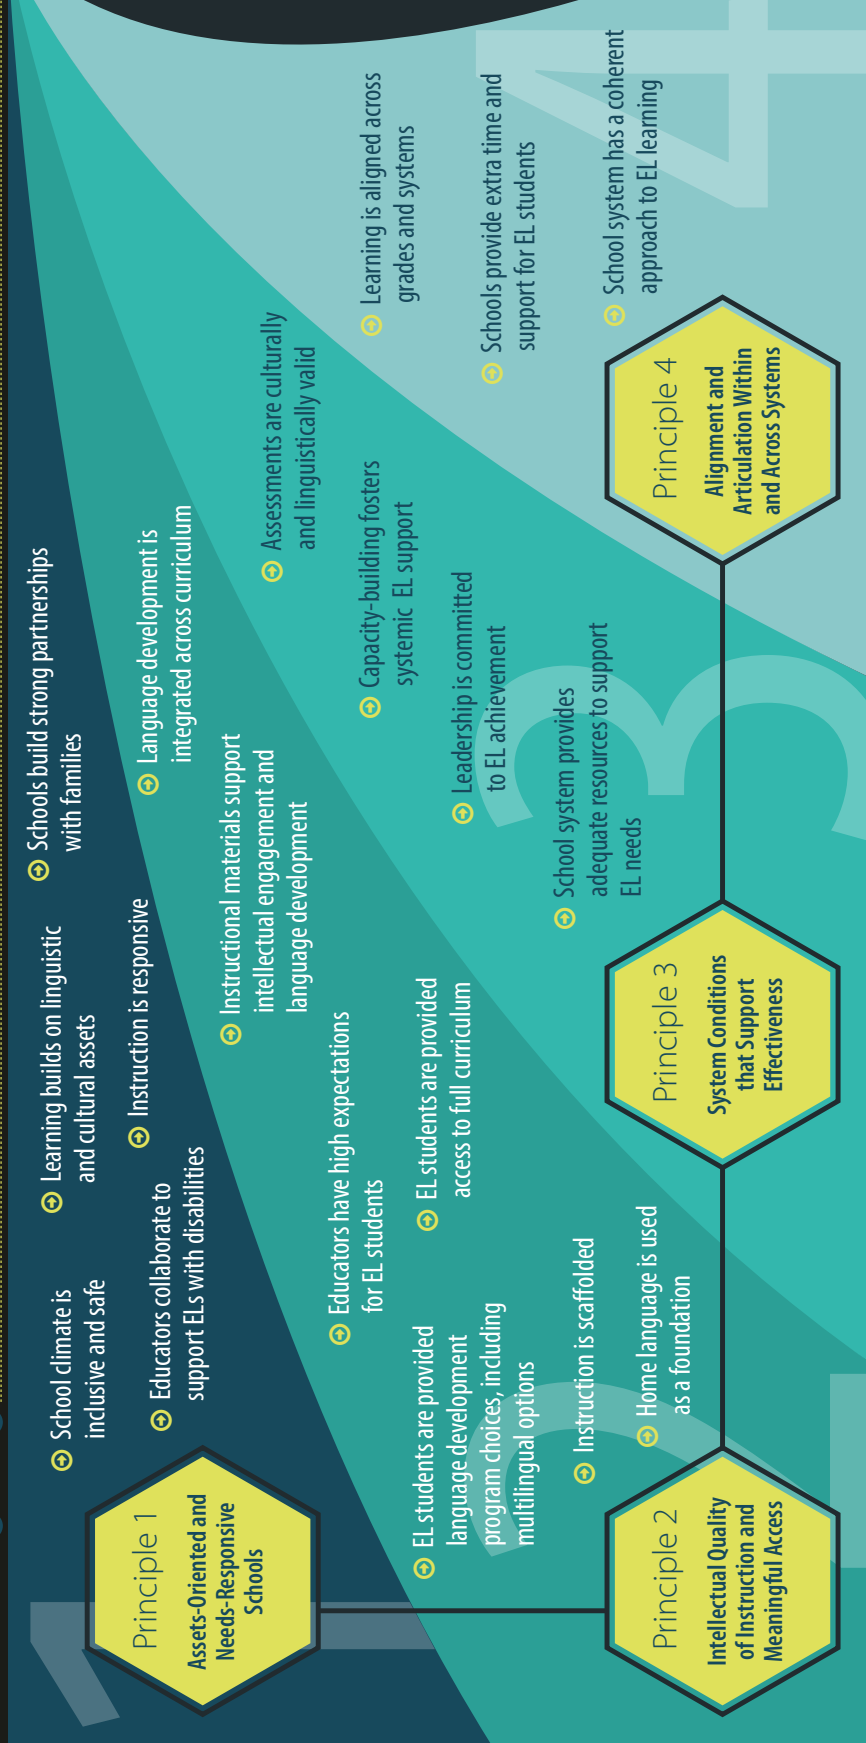 Principle 1
Assets-Oriented and
Needs-Responsive
Schools
School climate is
inclusive and safe
Learning builds on linguistic
and cultural assets
Schools build strong partnerships
with families
Educators collaborate to
support ELs with disabilities
Instruction is responsive
Principle 2
Intellectual Quality
of Instruction and
Meaningful Access
Language development is
integrated across curriculum
Instructional materials support
intellectual engagement and
language development
Educators have high expectations
for EL students
EL students are provided
access to full curriculum
EL students are provided
language development
program choices, including
multilingual options
Instruction is scaffolded
Home language is used
as a foundation
Principle 3
System Conditions
that Support
Effectiveness
Assessments are culturally
and linguistically valid
Capacity-building fosters
systemic EL support
Leadership is committed
to EL achievement
School system provides
adequate resources to support
EL needs
Principle 4
Alignment and
Articulation Within
and Across Systems
Learning is aligned across
grades and systems
Schools provide extra time and
support for EL students
School system has a coherent
approach to EL learning
1
2
3
4